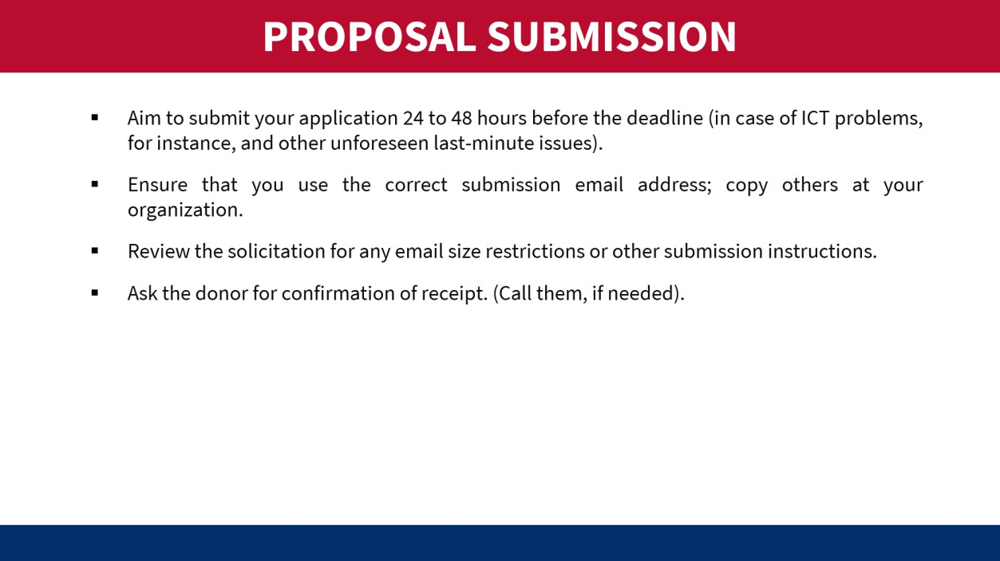 PROPOSAL SUBMISSION
▪ Aim to submit your application 24 to 48 hours before the deadline (in case of ICT problems,
for instance, and other unforeseen last-minute issues).
▪ Ensure that you use the correct submission email address; copy others at your
organization.
▪ Review the solicitation for any email size restrictions or other submission instructions.
▪ Ask the donor for confirmation of receipt. (Call them, if needed).